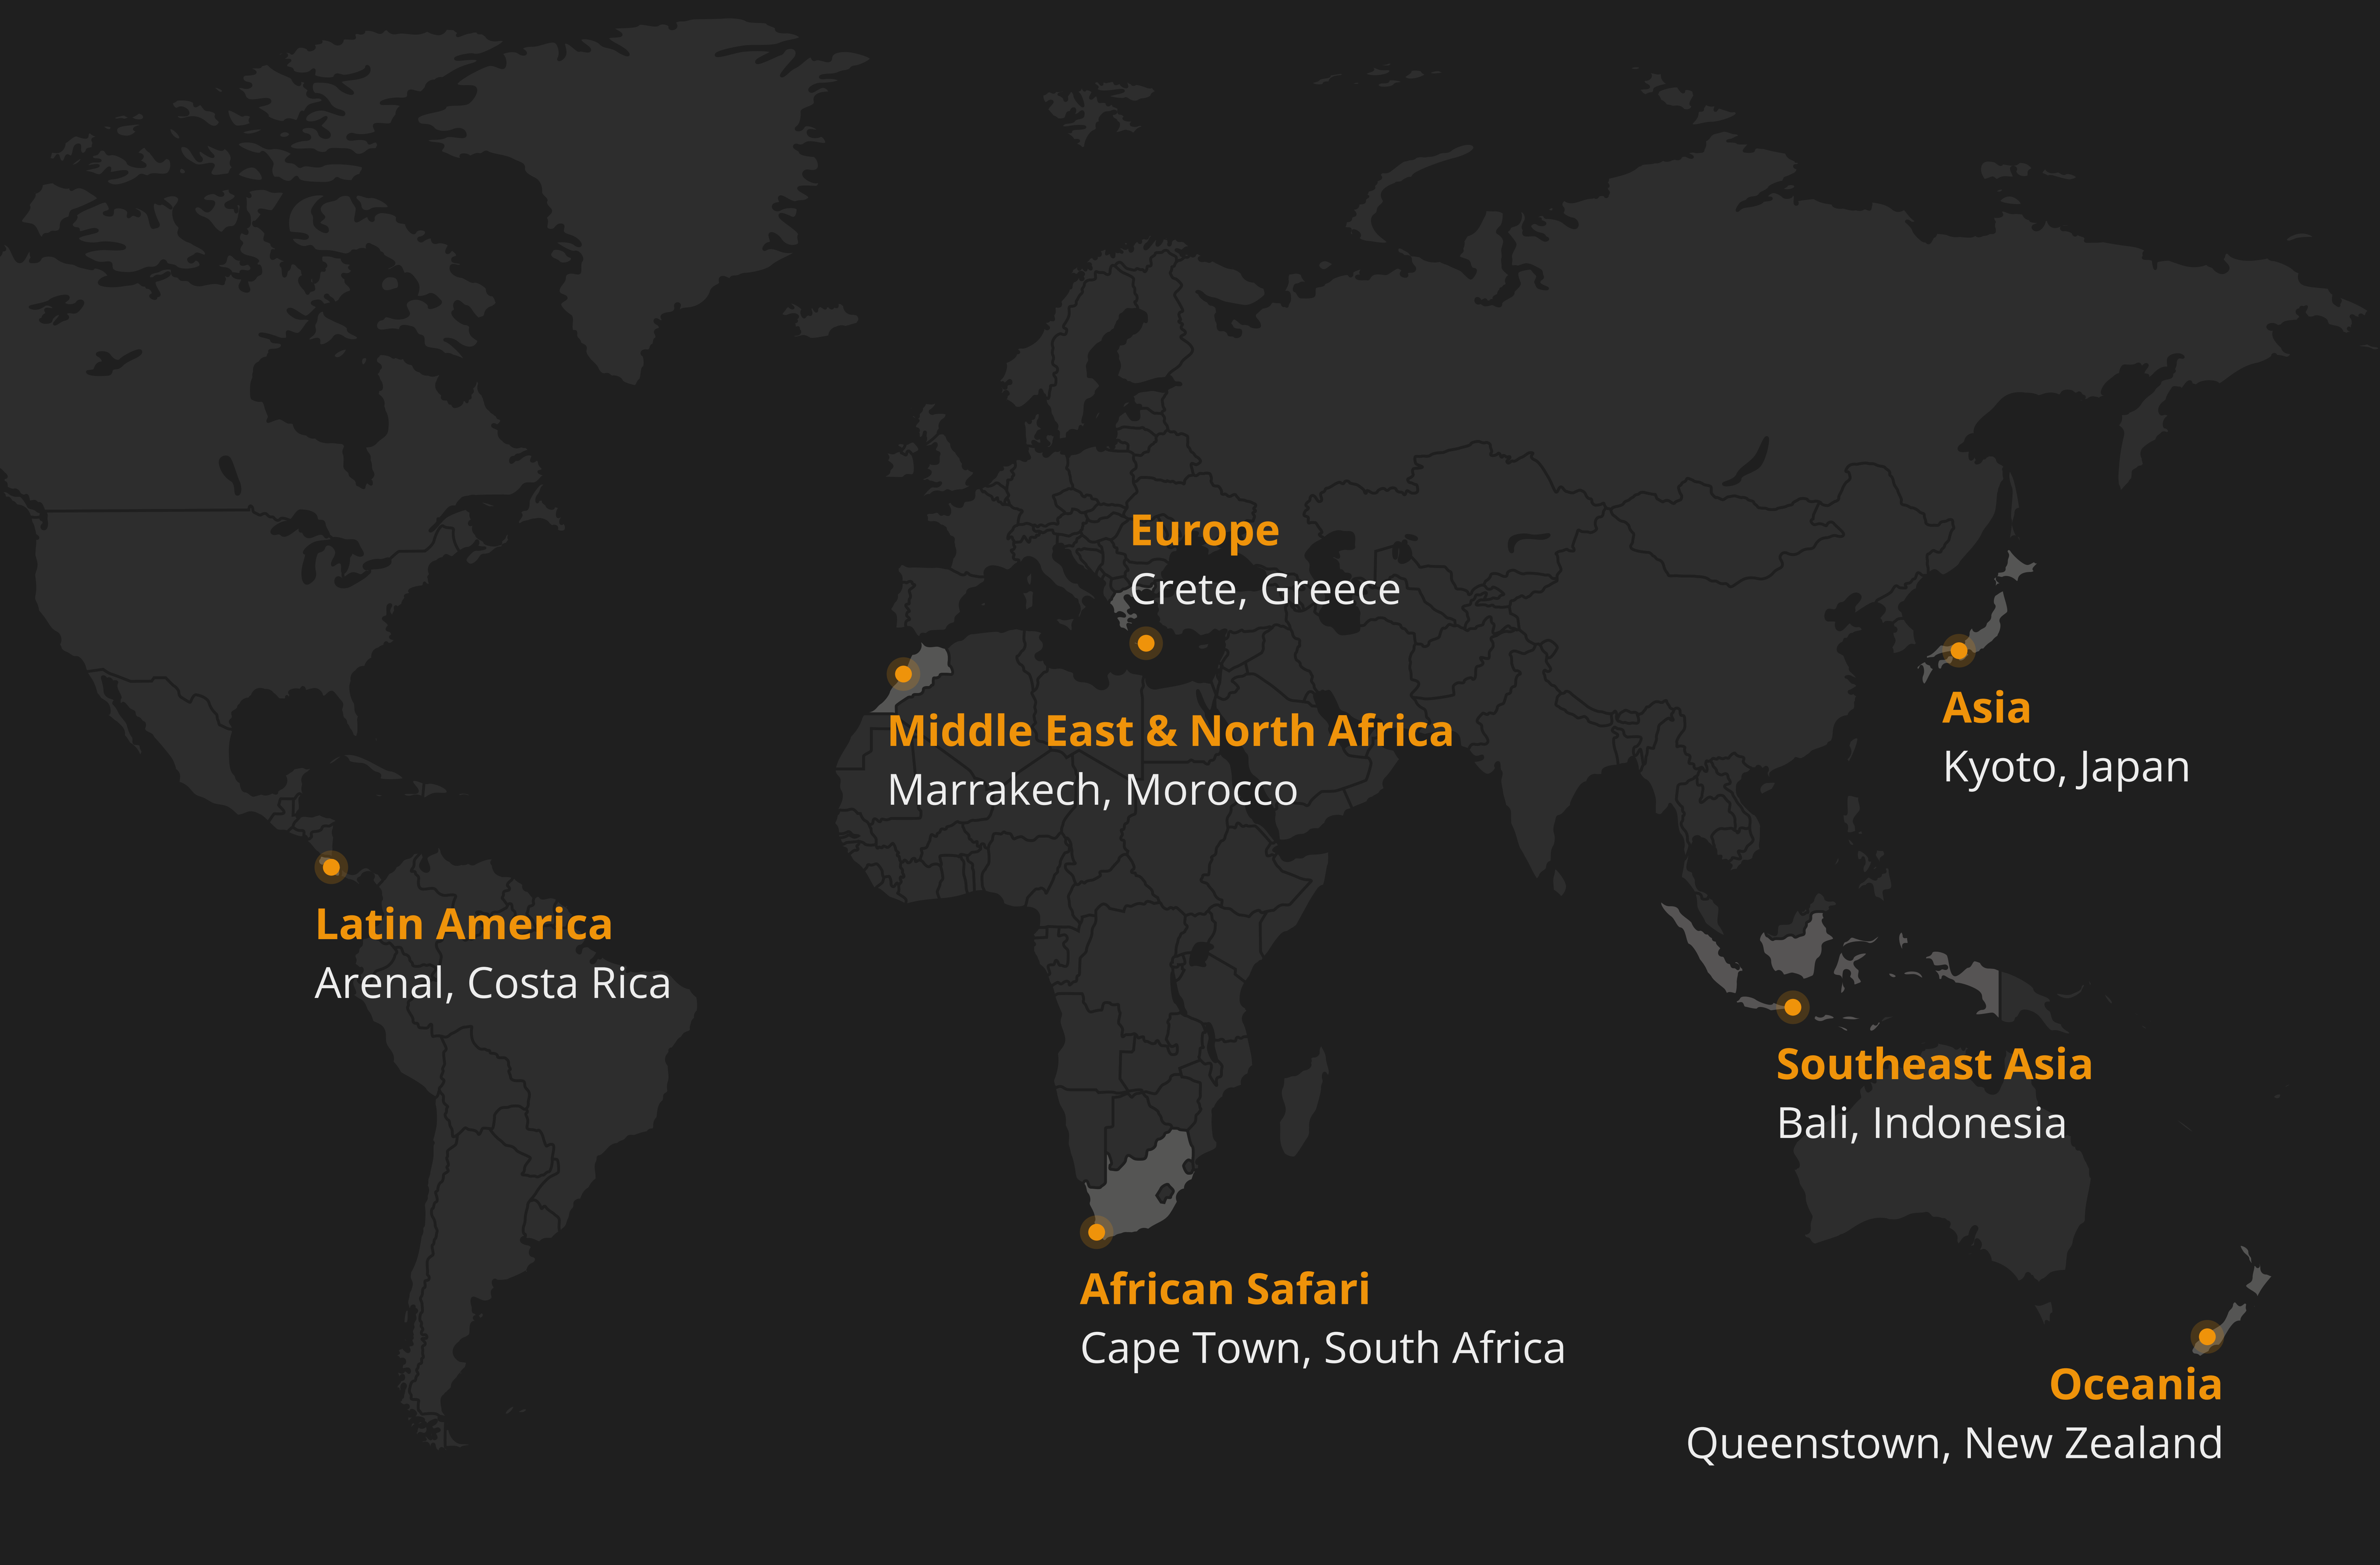 Europe
Crete, Greece
Middle East & North Africa
Marrakech, Morocco
Asia
Kyoto, Japan
Latin America
Arenal, Costa Rica
Southeast Asia
Bali, Indonesia
African Safari
Cape Town, South Africa
Oceania
Queenstown, New Zealand